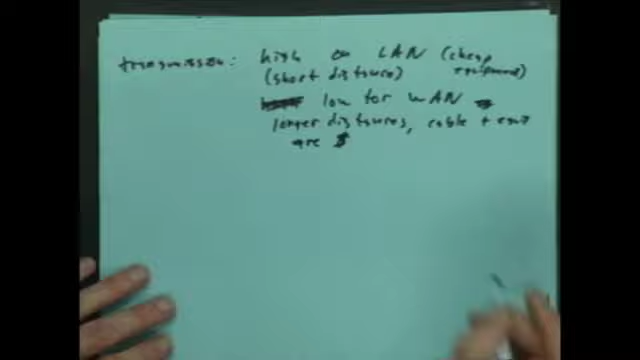 transmission: high on LAN (cheap
(short distance) equipment)
low for WAN
longer distances, cable + equip
are $